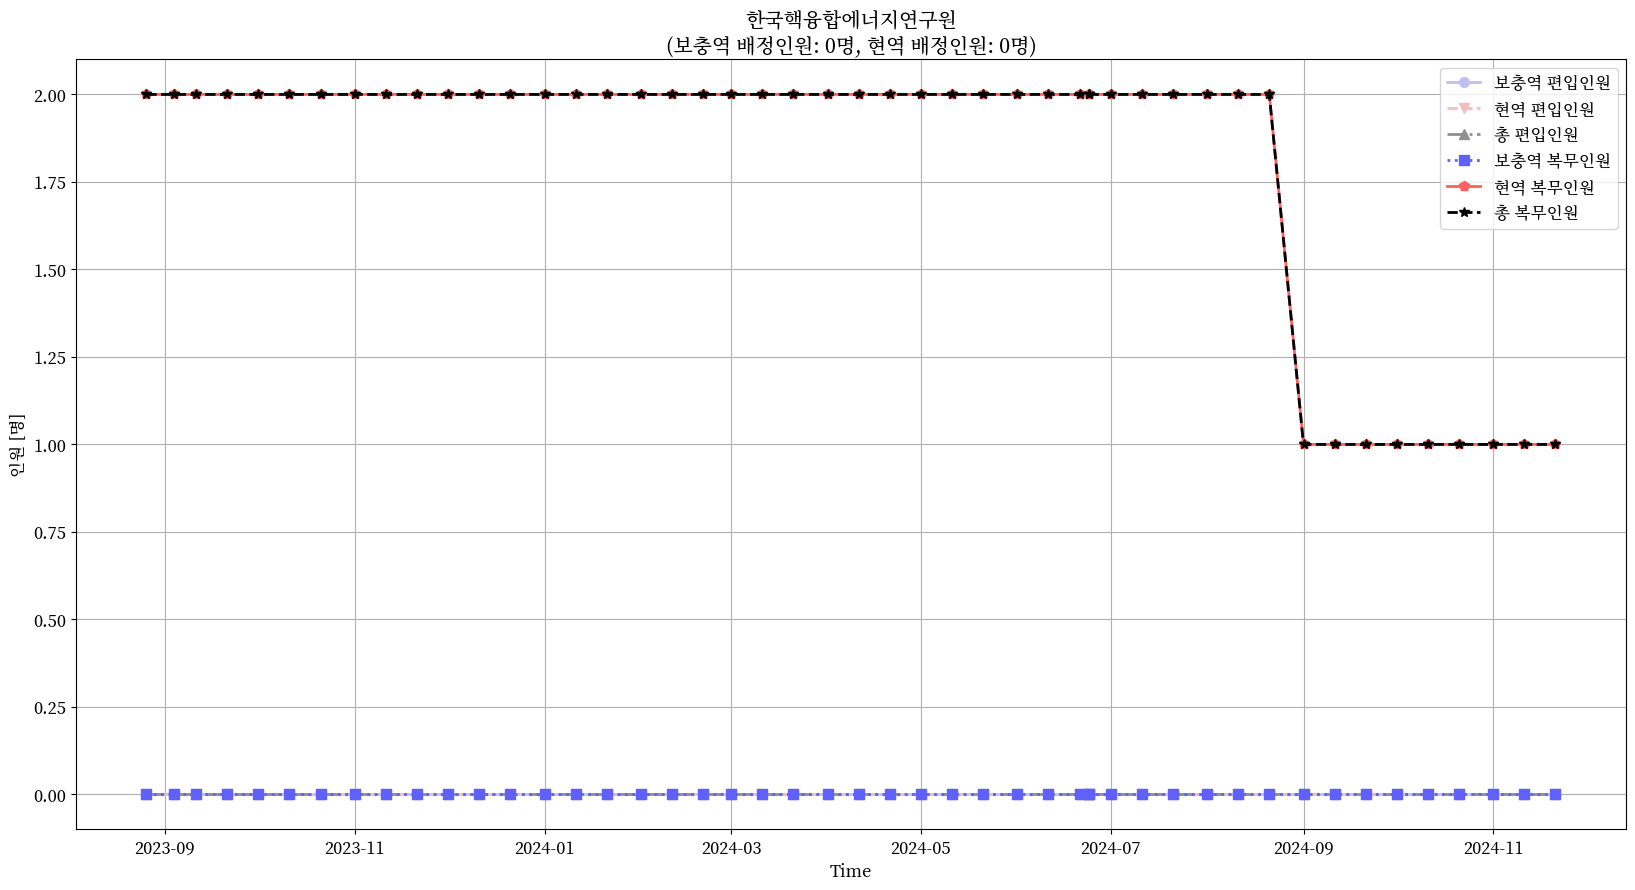 한국핵융합에너지연구원
(보충역 배정인원: 0명, 현역 배정인원: 0명)
보충역 편입인원
현역 편입인원
총 편입인원
보충역 복무인원
현역 복무인원
총 복무인원
인원 [명]
2.00
1.75
1.50
1.25
1.00
0.75
0.50
0.25
0.00
2023-09 2023-11 2024-01 2024-03 2024-05 2024-07 2024-09 2024-11
Time